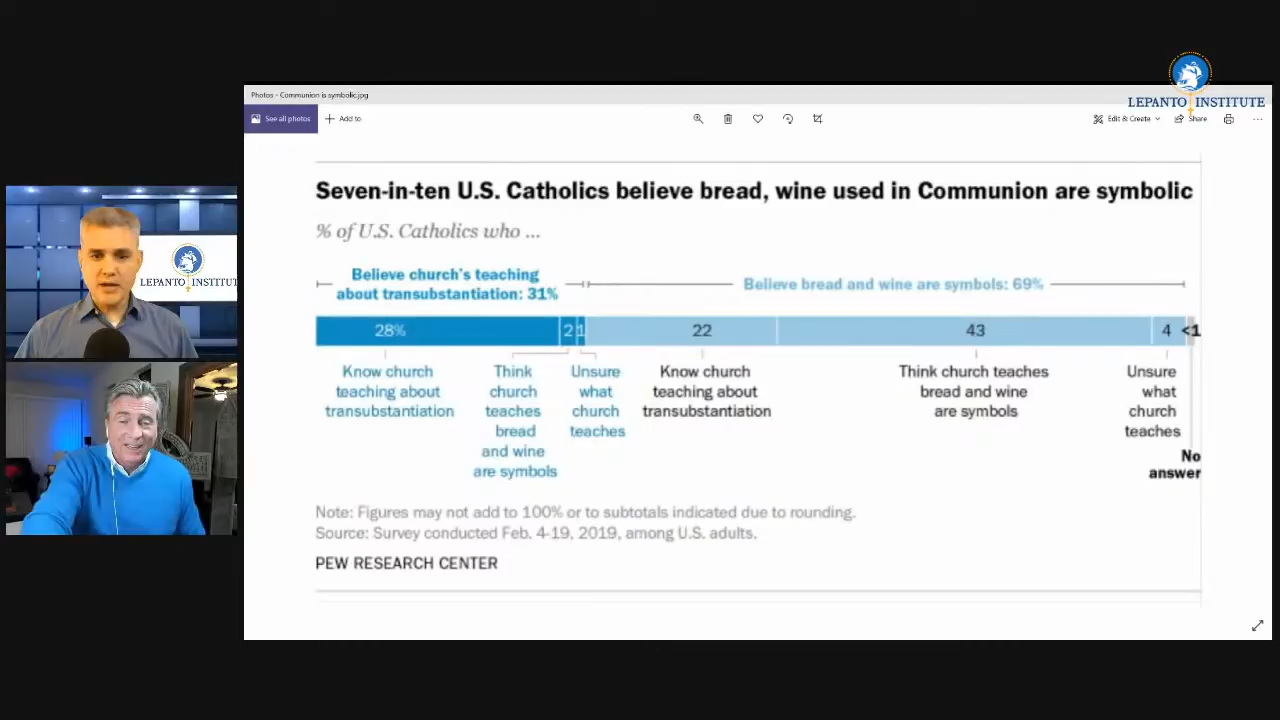 LEPANTO INSTITUTE
Photos - Communion is symbolic.jpg
See all photos
Add to
Edit & Create
Share
Seven-in-ten U.S. Catholics believe bread, wine used in Communion are symbolic
% of U.S. Catholics who ...
Believe church's teaching
about transubstantiation: 31%
Believe bread and wine are symbols: 69%
28%
2
1
22
43
4
<1
Know church
teaching about
transubstantiation
Think
church
teaches
bread
and wine
are symbols
Unsure
what
church
teaches
Know church
teaching about
transubstantiation
Think church teaches
bread and wine
are symbols
Unsure
what
church
teaches
No
answer
Note: Figures may not add to 100% or to subtotals indicated due to rounding.
Source: Survey conducted Feb. 4-19, 2019, among U.S. adults.
PEW RESEARCH CENTER
LEPANTO INSTITUT